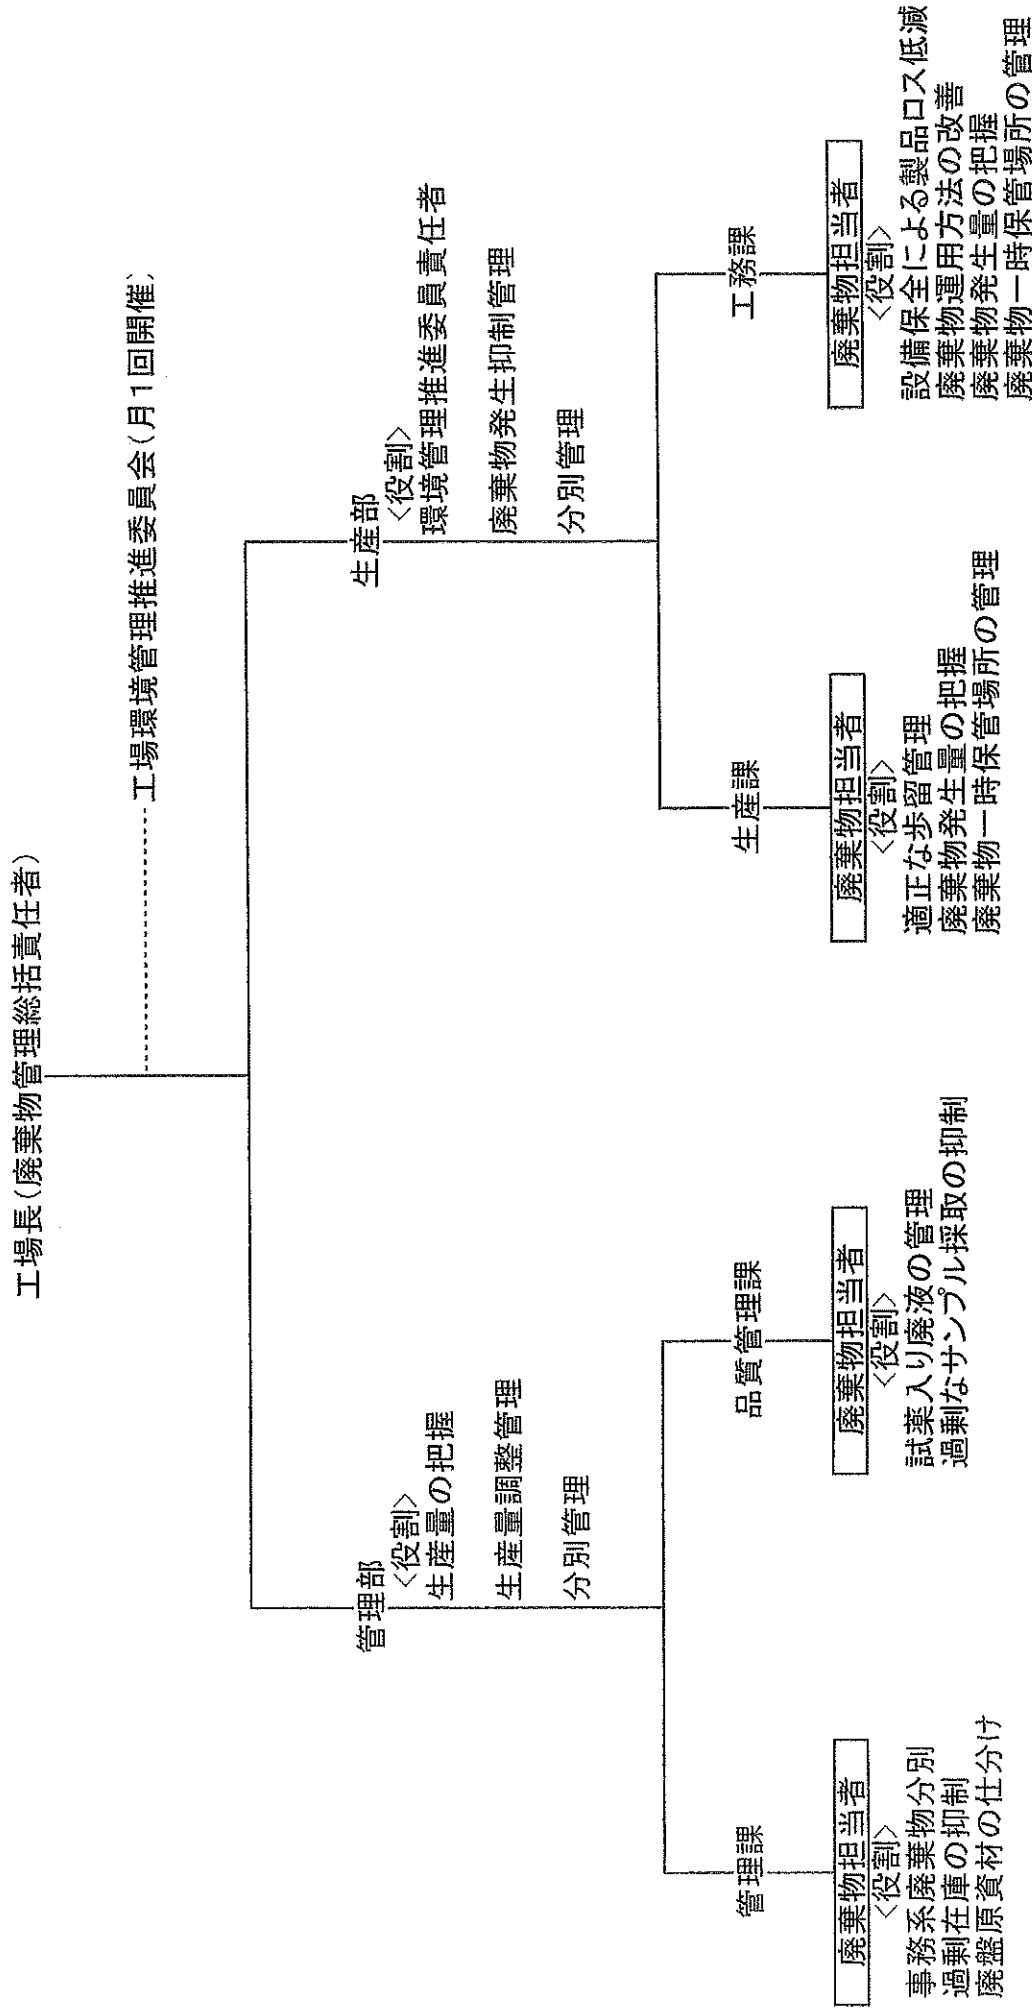 工場長(廃棄物管理総括責任者)
工場環境管理推進委員会(月1回開催)
管理部
<役割>
生産量の把握
生産量調整管理
分別管理
生産部
<役割>
環境管理推進委員責任者
廃棄物発生抑制管理
分別管理
管理課
廃棄物担当者
<役割>
事務系廃棄物分別
過剰在庫の抑制
廃盤原資材の仕分け
品質管理課
廃棄物担当者
<役割>
試薬入り廃液の管理
過剰なサンプル採取の抑制
生産課
廃棄物担当者
<役割>
適正な歩留管理
廃棄物発生量の把握
廃棄物一時保管場所の管理
工務課
廃棄物担当者
<役割>
設備保全による製品ロス低減
廃棄物運用方法の改善
廃棄物発生量の把握
廃棄物一時保管場所の管理